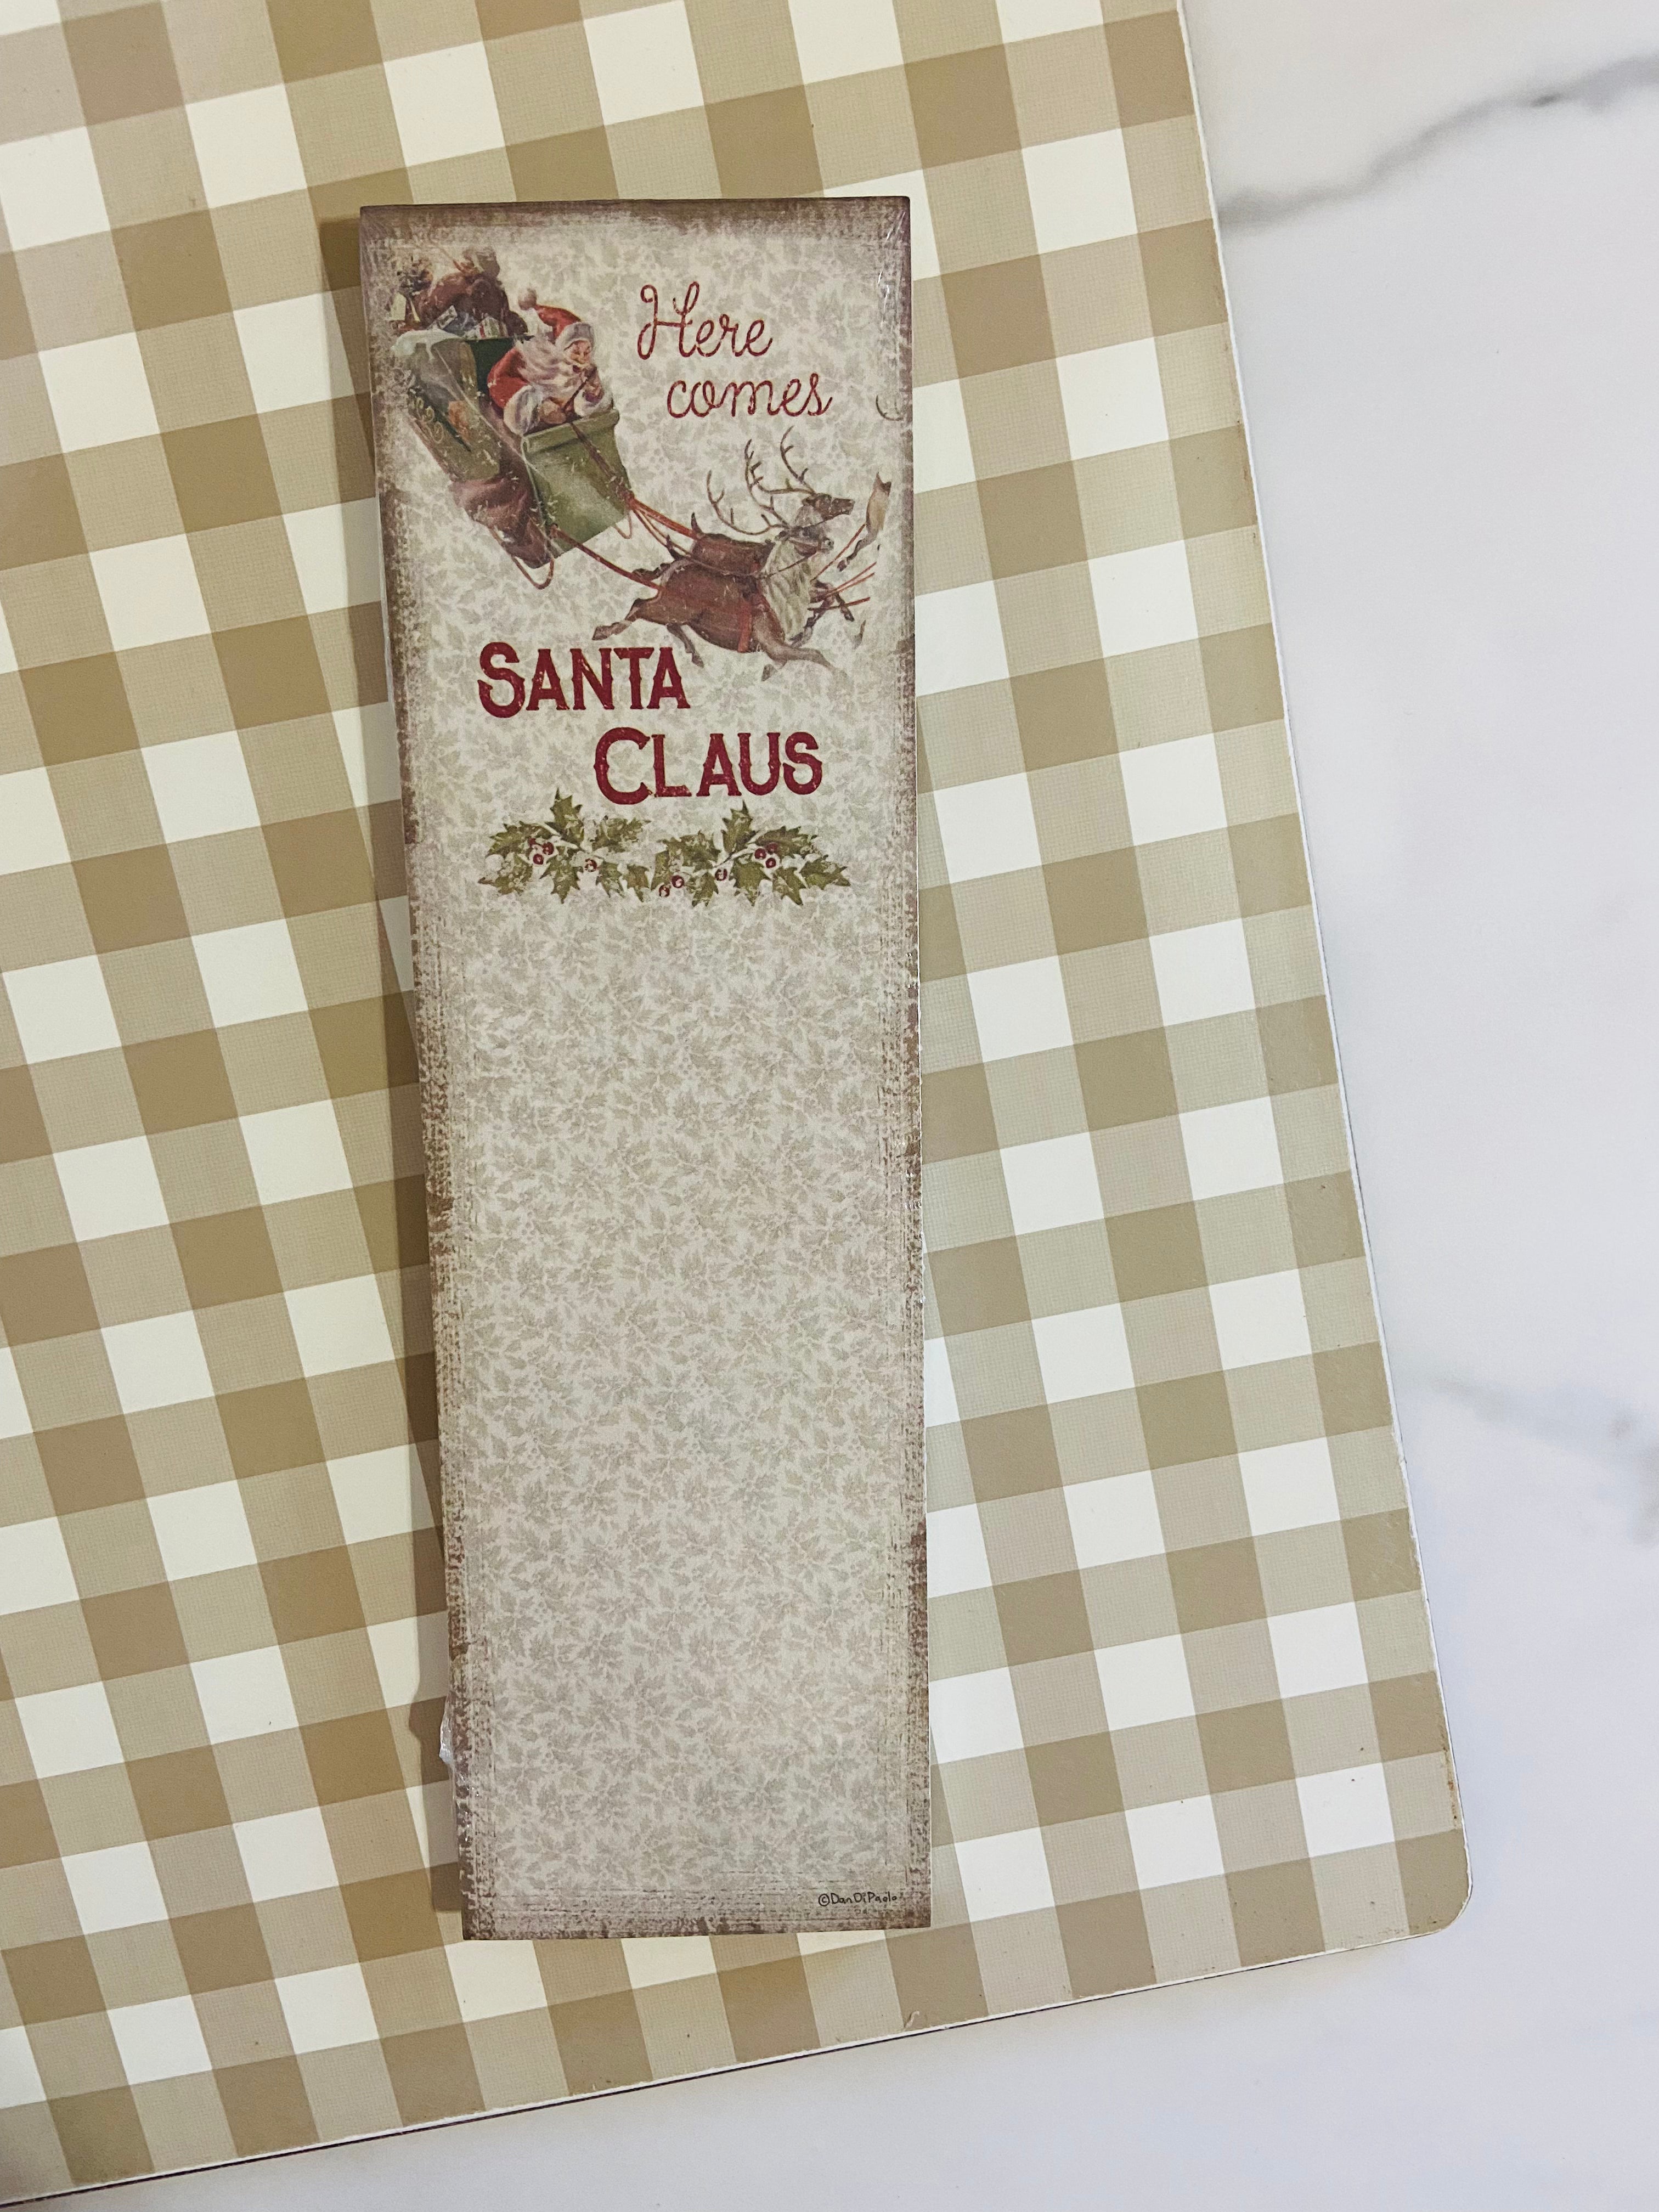 Here
comes
SANTA
CLAUS
©Dan DiPaolo